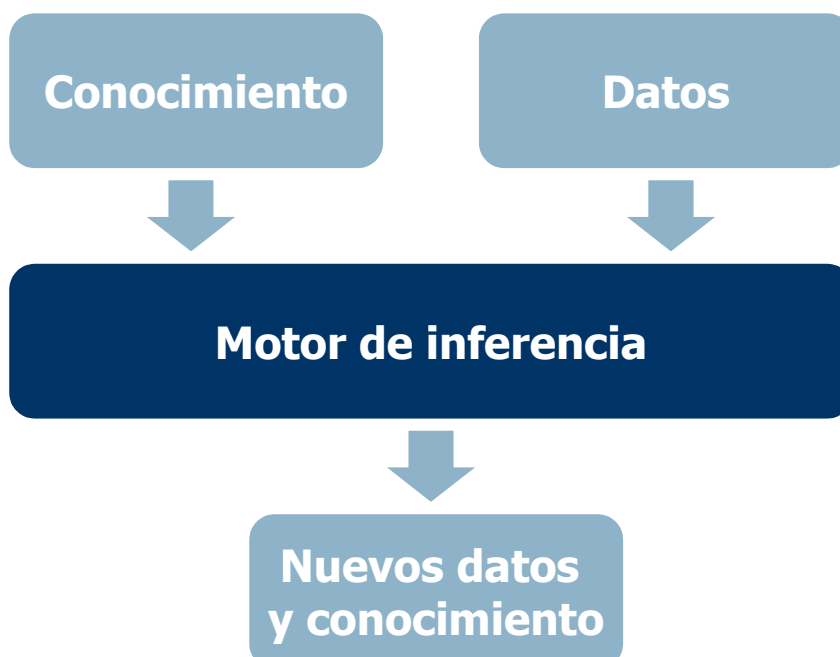 Conocimiento
Datos
Motor de inferencia
Nuevos datos
y conocimiento